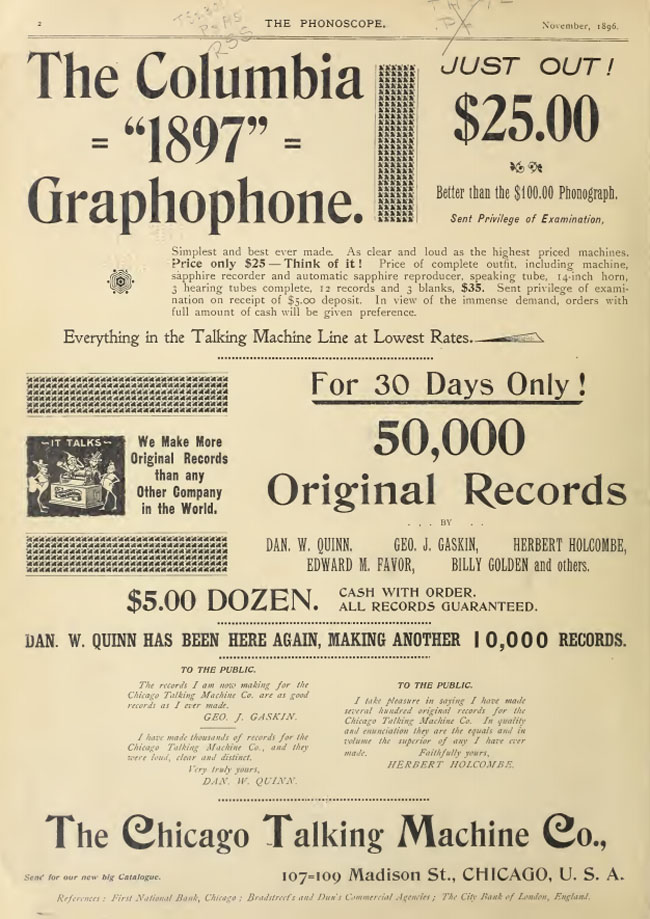 2
THE PHONOSCOPE.
November, 1896.
The Columbia
= "1897" =
Graphophone.
JUST OUT!
$25.00
Better than the $100.00 Phonograph.
Sent Privilege of Examination,
Simplest and best ever made. As clear and loud as the highest priced machines.
Price only $25 — Think of it! Price of complete outfit, including machine,
sapphire recorder and automatic sapphire reproducer, speaking tube, 14-inch horn,
3 hearing tubes complete, 12 records and 3 blanks, $35. Sent privilege of exami-
nation on receipt of $5.00 deposit. In view of the immense demand, orders with
full amount of cash will be given preference.
Everything in the Talking Machine Line at Lowest Rates.
IT TALKS
We Make More
Original Records
than any
Other Company
in the World.
For 30 Days Only!
50,000
Original Records
. . . BY . . .
DAN. W. QUINN, GEO. J. GASKIN, HERBERT HOLCOMBE,
EDWARD M. FAVOR, BILLY GOLDEN and others.
$5.00 DOZEN. CASH WITH ORDER.
ALL RECORDS GUARANTEED.
DAN. W. QUINN HAS BEEN HERE AGAIN, MAKING ANOTHER 10,000 RECORDS.
TO THE PUBLIC.
The records I am now making for the
Chicago Talking Machine Co. are as good
records as I ever made.
GEO. J. GASKIN.
I have made thousands of records for the
Chicago Talking Machine Co., and they
were loud, clear and distinct.
Very truly yours,
DAN. W. QUINN.
TO THE PUBLIC.
I take pleasure in saying I have made
several hundred original records for the
Chicago Talking Machine Co. In quality
and enunciation they are the equals and in
volume the superior of any I have ever
made. Faithfully yours,
HERBERT HOLCOMBE.
The Chicago Talking Machine Co.,
Send for our new big Catalogue.
107=109 Madison St., CHICAGO, U. S. A.
References: First National Bank, Chicago; Bradstreet's and Dun's Commercial Agencies; The City Bank of London, England.